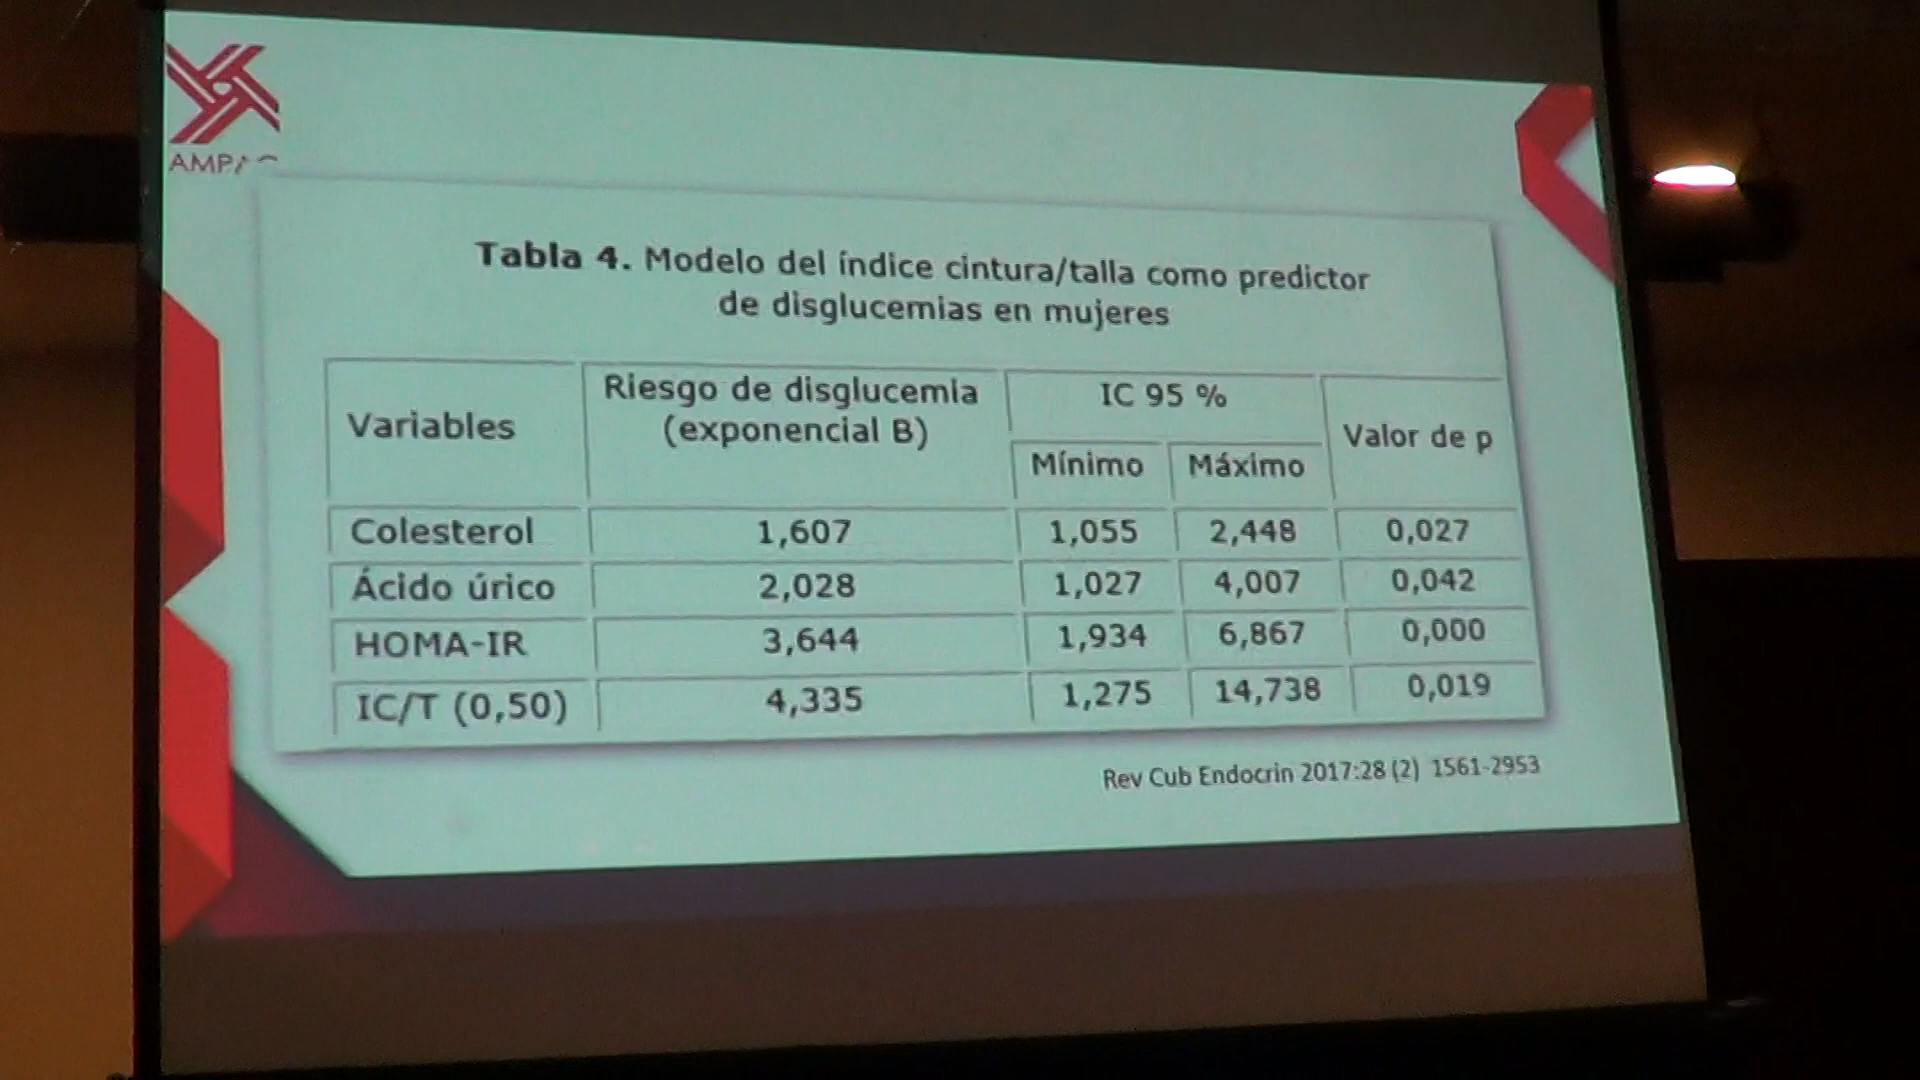 Tabla 4. Modelo del índice cintura/talla como predictor
de disglucemias en mujeres
Variables
Riesgo de disglucemia
(exponencial B)
IC 95 %
Mínimo
Máximo
Valor de p
Colesterol 1,607 1,055 2,448 0,027
Ácido úrico 2,028 1,027 4,007 0,042
HOMA-IR 3,644 1,934 6,867 0,000
IC/T (0,50) 4,335 1,275 14,738 0,019
Rev Cub Endocrin 2017:28 (2) 1561-2953